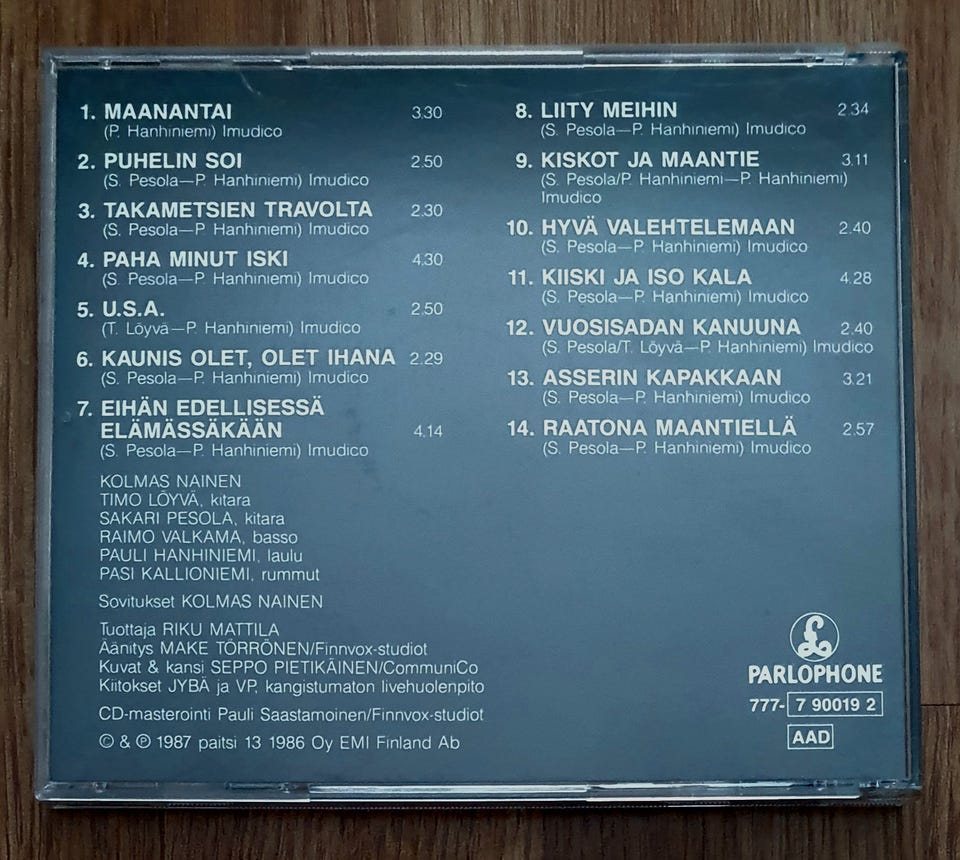 1. MAANANTAI 3.30
(P. Hanhiniemi) Imudico
2. PUHELIN SOI 2.50
(S. Pesola—P. Hanhiniemi) Imudico
3. TAKAMETSIEN TRAVOLTA 2.30
(S. Pesola—P. Hanhiniemi) Imudico
4. PAHA MINUT ISKI 4.30
(S. Pesola—P. Hanhiniemi) Imudico
5. U.S.A. 2.50
(T. Löyvä—P. Hanhiniemi) Imudico
6. KAUNIS OLET, OLET IHANA 2.29
(S. Pesola—P. Hanhiniemi) Imudico
7. EIHÄN EDELLISESSÄ
ELÄMÄSSÄKÄÄN 4.14
(S. Pesola—P. Hanhiniemi) Imudico
KOLMAS NAINEN
TIMO LÖYVÄ, kitara
SAKARI PESOLA, kitara
RAIMO VALKAMA, basso
PAULI HANHINIEMI, laulu
PASI KALLIONIEMI, rummut
Sovitukset KOLMAS NAINEN
Tuottaja RIKU MATTILA
Äänitys MAKE TÖRRÖNEN/Finnvox-studiot
Kuvat & kansi SEPPO PIETIKÄINEN/CommuniCo
Kiitokset JYBÄ ja VP, kangistumaton livehuolenpito
CD-masterointi Pauli Saastamoinen/Finnvox-studiot
© & ℗ 1987 paitsi 13 1986 Oy EMI Finland Ab
8. LIITY MEIHIN 2.34
(S. Pesola—P. Hanhiniemi) Imudico
9. KISKOT JA MAANTIE 3.11
(S. Pesola/P. Hanhiniemi—P. Hanhiniemi)
Imudico
10. HYVÄ VALEHTELEMAAN 2.40
(S. Pesola—P. Hanhiniemi) Imudico
11. KIISKI JA ISO KALA 4.28
(S. Pesola—P. Hanhiniemi) Imudico
12. VUOSISADAN KANUUNA 2.40
(S. Pesola/T. Löyvä—P. Hanhiniemi) Imudico
13. ASSERIN KAPAKKAAN 3.21
(S. Pesola—P. Hanhiniemi) Imudico
14. RAATONA MAANTIELLÄ 2.57
(S. Pesola—P. Hanhiniemi) Imudico
£
PARLOPHONE
777- 7 90019 2
AAD